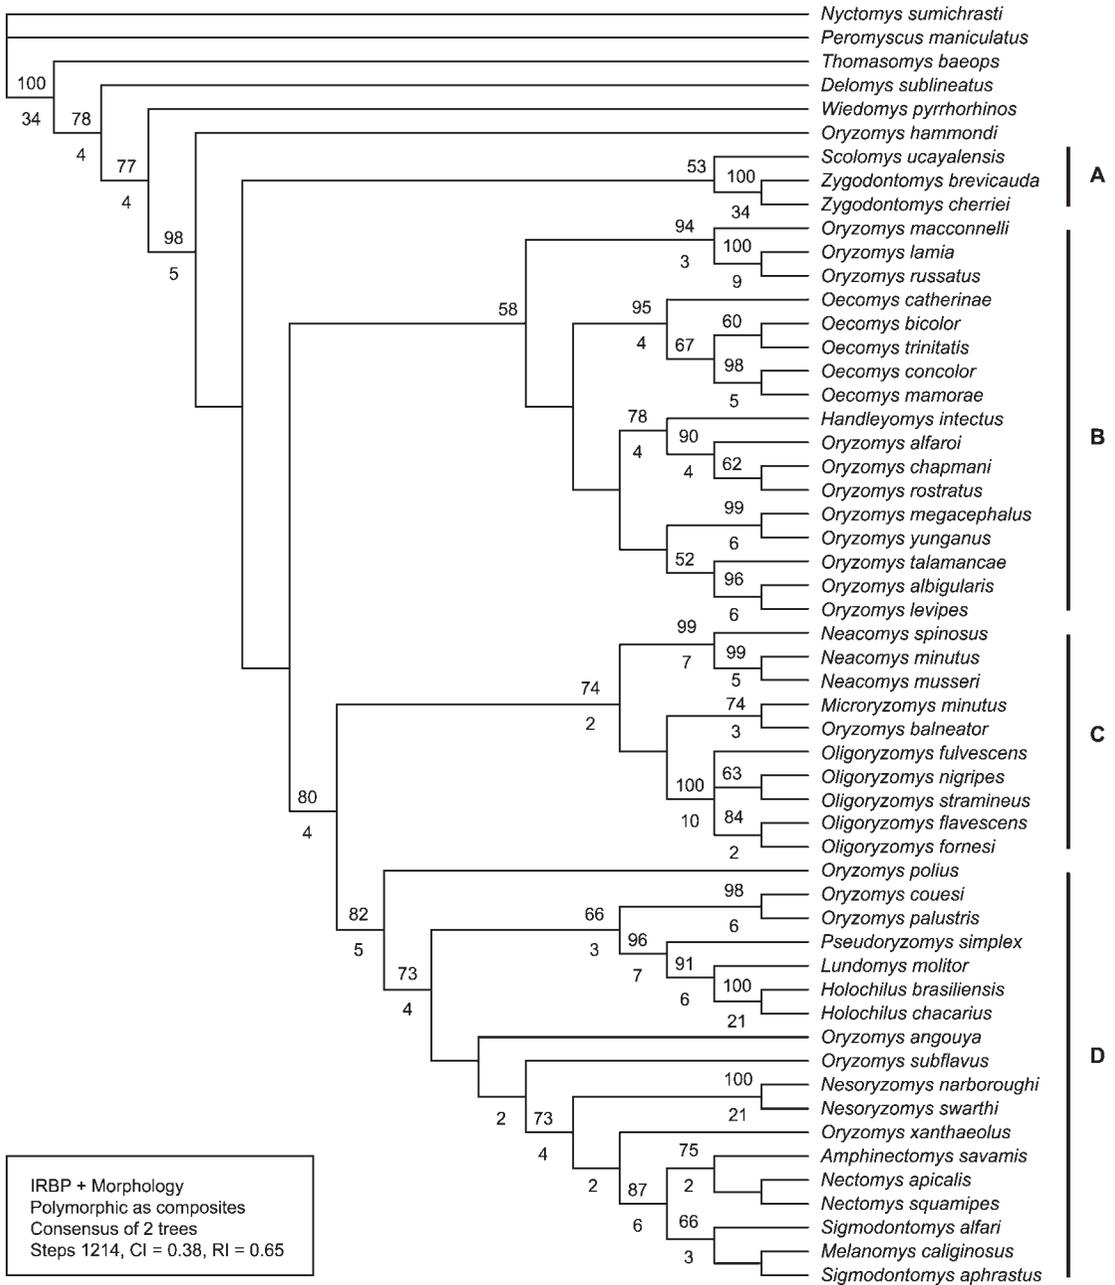 Nyctomys sumichrasti
Peromyscus maniculatus
Thomasomys baeops
100
Delomys sublineatus
34
78
Wiedomys pyrrhorhinos
4
Oryzomys hammondi
77
4
Scolomys ucayalensis
53
100
Zygodontomys brevicauda
A
34
Zygodontomys cherriei
98
5
94
Oryzomys macconnelli
3
100
Oryzomys lamia
9
Oryzomys russatus
58
95
Oecomys catherinae
4
60
Oecomys bicolor
67
Oecomys trinitatis
98
Oecomys concolor
5
Oecomys mamorae
78
Handleyomys intectus
4
90
Oryzomys alfaroi
B
4
62
Oryzomys chapmani
Oryzomys rostratus
99
Oryzomys megacephalus
6
Oryzomys yunganus
52
Oryzomys talamancae
96
Oryzomys albigularis
6
Oryzomys levipes
99
Neacomys spinosus
7
99
Neacomys minutus
5
Neacomys musseri
74
2
74
Microryzomys minutus
3
Oryzomys balneator
C
Oligoryzomys fulvescens
100
63
Oligoryzomys nigripes
10
Oligoryzomys stramineus
84
Oligoryzomys flavescens
2
Oligoryzomys fornesi
80
4
Oryzomys polius
82
5
98
Oryzomys couesi
66
6
Oryzomys palustris
3
96
Pseudoryzomys simplex
7
91
Lundomys molitor
73
6
100
Holochilus brasiliensis
4
21
Holochilus chacarius
Oryzomys angouya
D
Oryzomys subflavus
2
100
Nesoryzomys narboroughi
73
21
Nesoryzomys swarthi
4
Oryzomys xanthaeolus
2
75
Amphinectomys savamis
87
2
Nectomys apicalis
6
Nectomys squamipes
66
Sigmodontomys alfari
3
Melanomys caliginosus
Sigmodontomys aphrastus
IRBP + Morphology
Polymorphic as composites
Consensus of 2 trees
Steps 1214, CI = 0.38, RI = 0.65